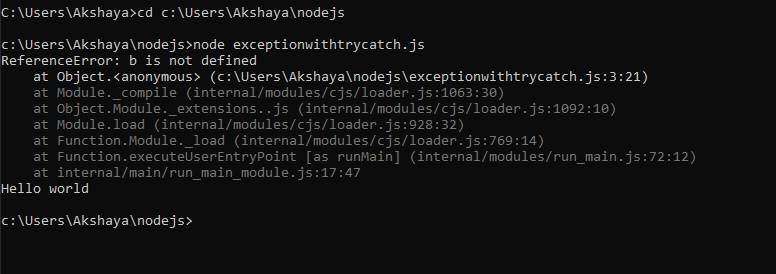 C:\Users\Akshaya>cd c:\Users\Akshaya\nodejs
c:\Users\Akshaya\nodejs>node exceptionwithtrycatch.js
ReferenceError: b is not defined
    at Object.<anonymous> (c:\Users\Akshaya\nodejs\exceptionwithtrycatch.js:3:21)
    at Module._compile (internal/modules/cjs/loader.js:1063:30)
    at Object.Module._extensions..js (internal/modules/cjs/loader.js:1092:10)
    at Module.load (internal/modules/cjs/loader.js:928:32)
    at Function.Module._load (internal/modules/cjs/loader.js:769:14)
    at Function.executeUserEntryPoint [as runMain] (internal/modules/run_main.js:72:12)
    at internal/main/run_main_module.js:17:47
Hello world
c:\Users\Akshaya\nodejs>